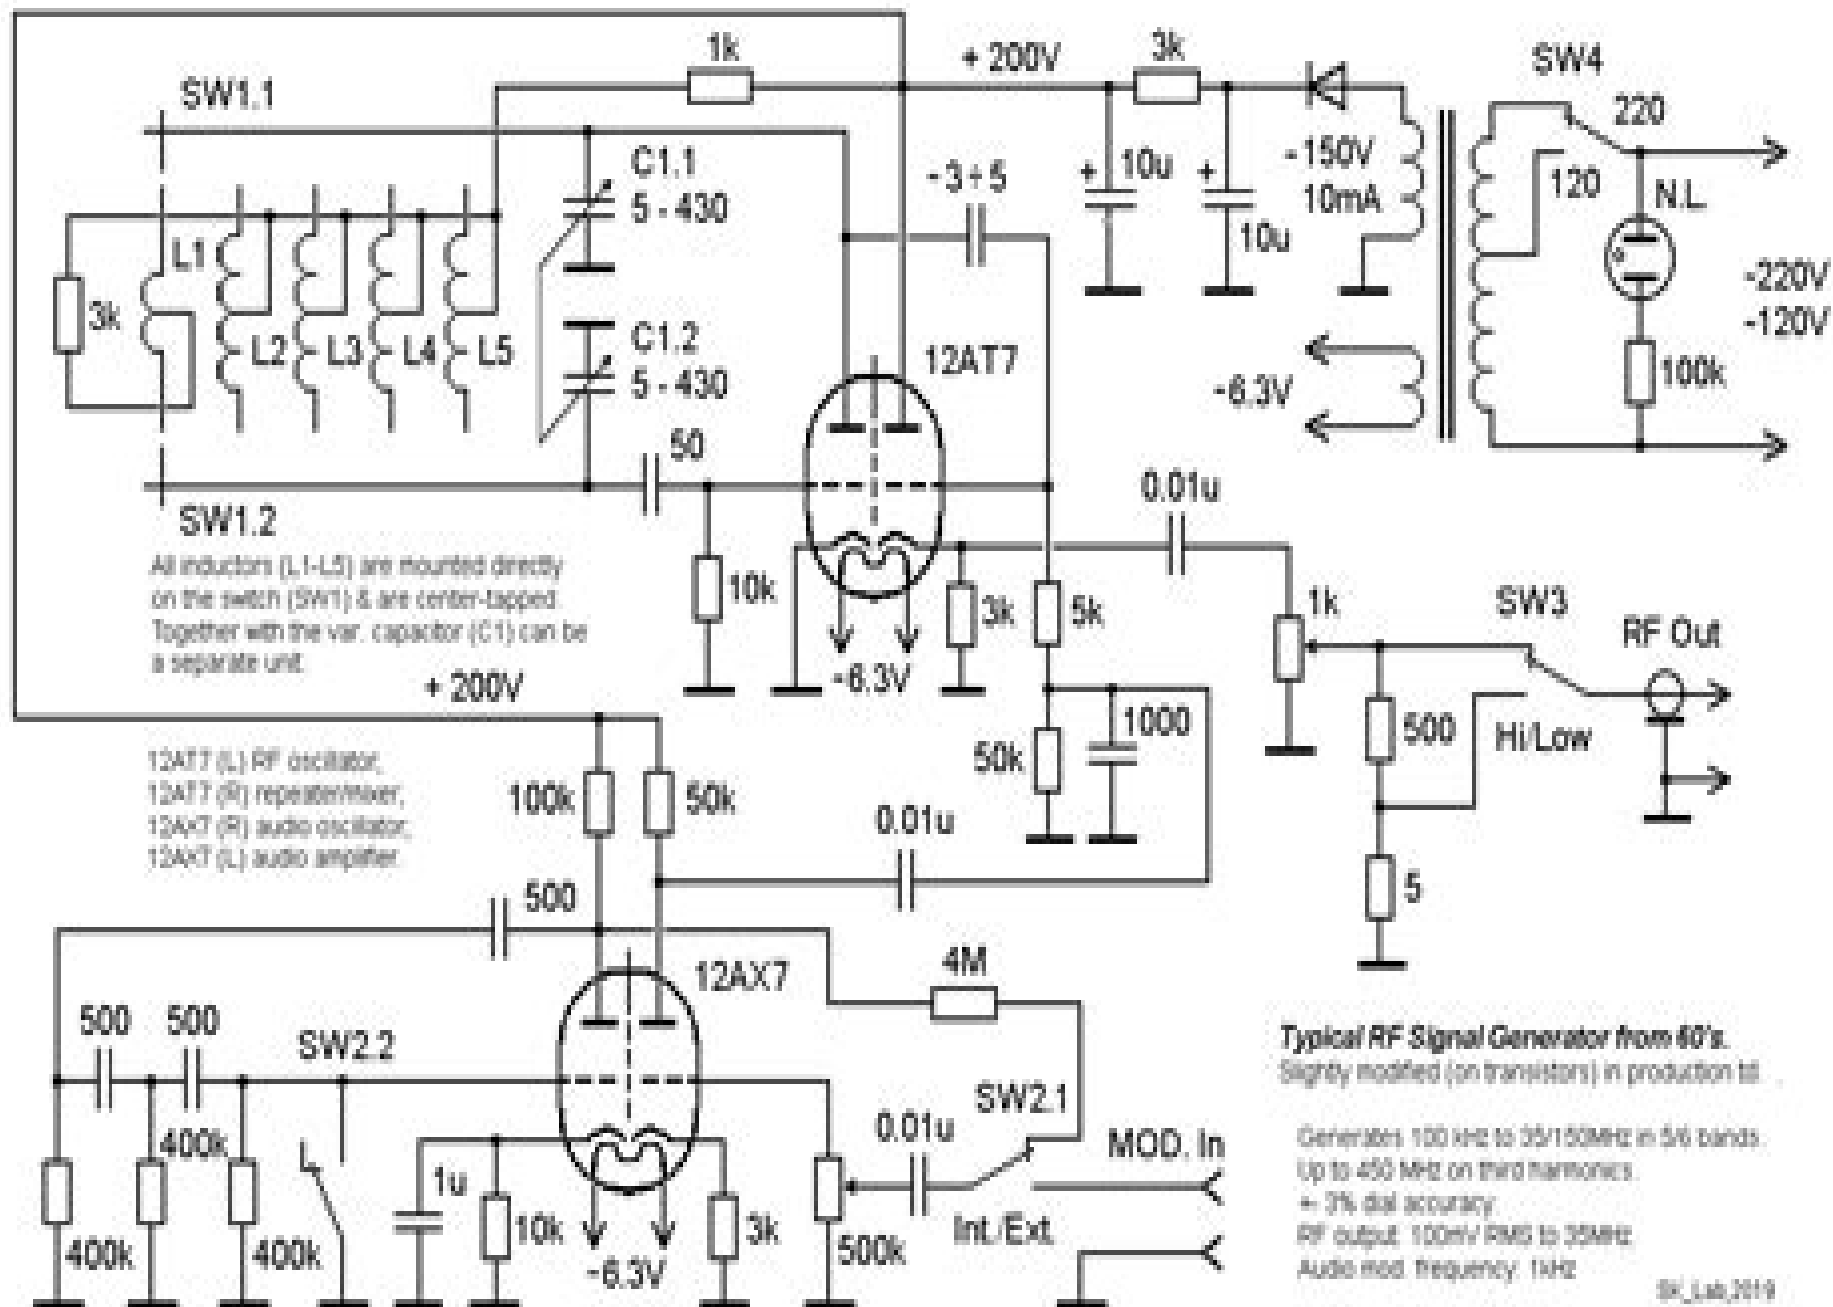 1k
+ 200V
3k
SW4
SW1.1
220
C1.1
5 - 430
-3÷5
10u
10u
-150V
10mA
120
N.L.
L1
3k
L2
L3
L4
L5
C1.2
5 - 430
12AT7
-220V
-120V
100k
-6.3V
50
0.01u
SW1.2
All inductors (L1-L5) are mounted directly
on the switch (SW1) & are center-tapped.
Together with the var. capacitor (C1) can be
a separate unit.
10k
3k
5k
1k
SW3
RF Out
-6.3V
+ 200V
1000
500
Hi/Low
50k
12AT7 (L) RF oscillator,
12AT7 (R) repeater/mixer,
12AX7 (R) audio oscillator,
12AX7 (L) audio amplifier.
100k
50k
0.01u
5
500
12AX7
4M
500
500
SW2.2
SW2.1
Typical RF Signal Generator from 60's.
Slightly modified (on transistors) in production till
0.01u
MOD. In
Generates 100 kHz to 35/150MHz in 5/6 bands.
Up to 450 MHz on third harmonics.
+- 3% dial accuracy.
RF output: 100mV RMS to 35MHz
Audio mod. frequency: 1kHz
400k
400k
400k
1u
10k
-6.3V
3k
500k
Int./Ext.
SK_Lab,2019